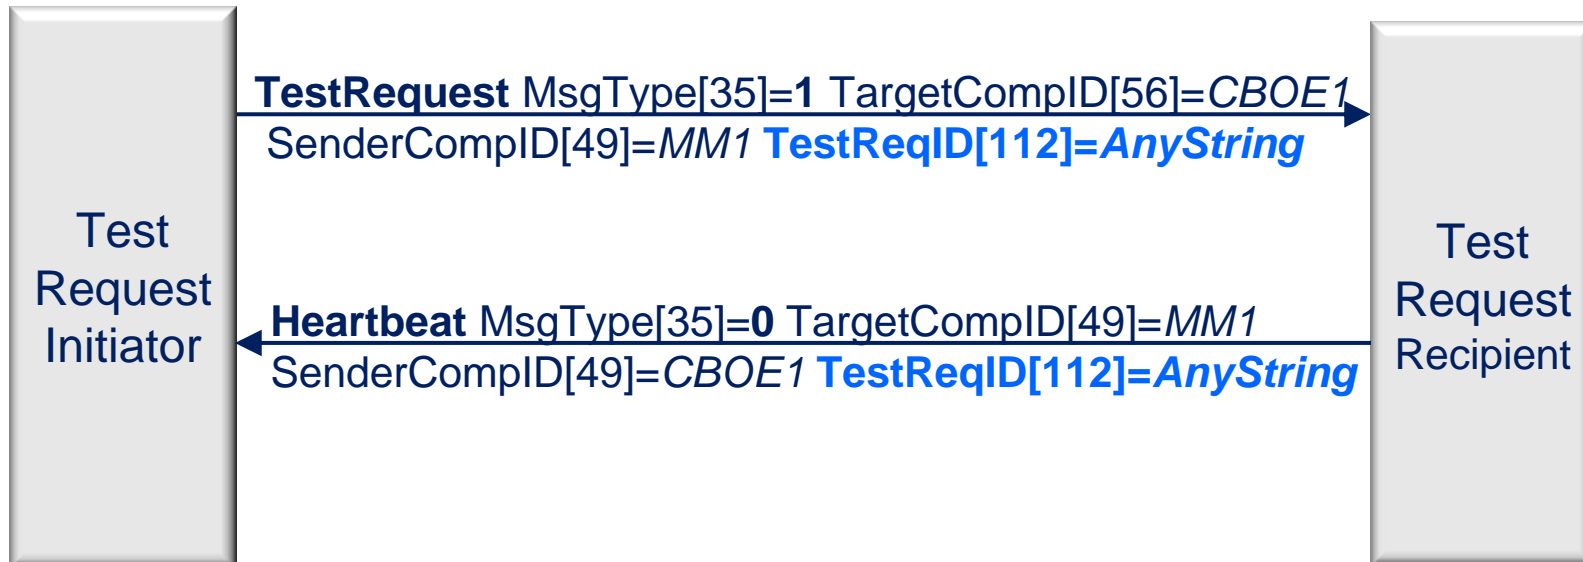 TestRequest MsgType[35]=1 TargetCompID[56]=CBOE1
SenderCompID[49]=MM1 TestReqID[112]=AnyString
Test
Request
Initiator
Test
Request
Recipient
Heartbeat MsgType[35]=0 TargetCompID[49]=MM1
SenderCompID[49]=CBOE1 TestReqID[112]=AnyString